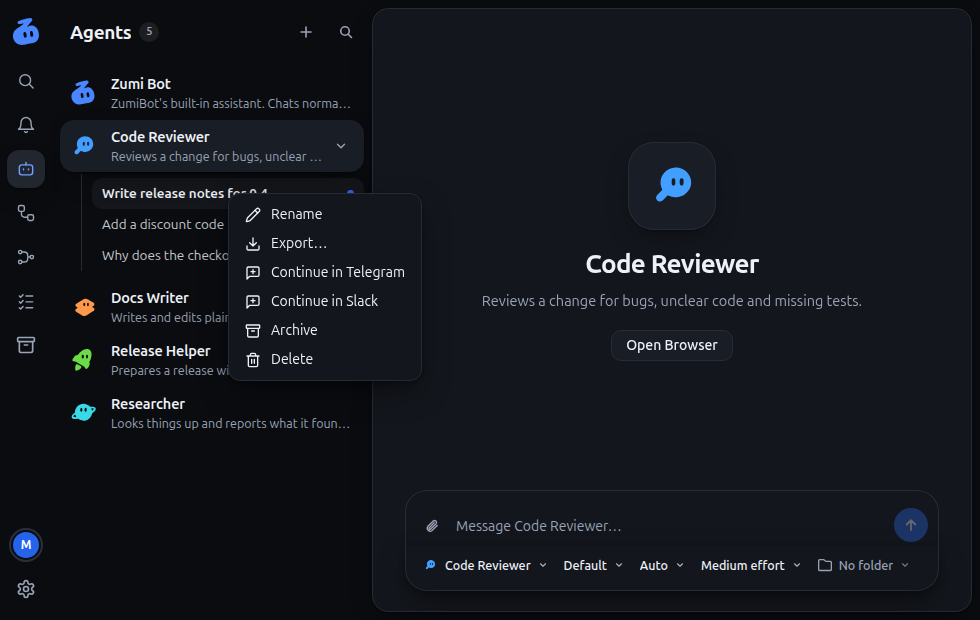 Agents 5
Zumi Bot
ZumiBot's built-in assistant. Chats norma…
Code Reviewer
Reviews a change for bugs, unclear …
Write release notes for 0.4
Add a discount code
Why does the checko
Docs Writer
Writes and edits plain
Release Helper
Prepares a release wi
Researcher
Looks things up and reports what it foun…
M
Rename
Export…
Continue in Telegram
Continue in Slack
Archive
Delete
Code Reviewer
Reviews a change for bugs, unclear code and missing tests.
Open Browser
Message Code Reviewer…
Code Reviewer Default Auto Medium effort No folder